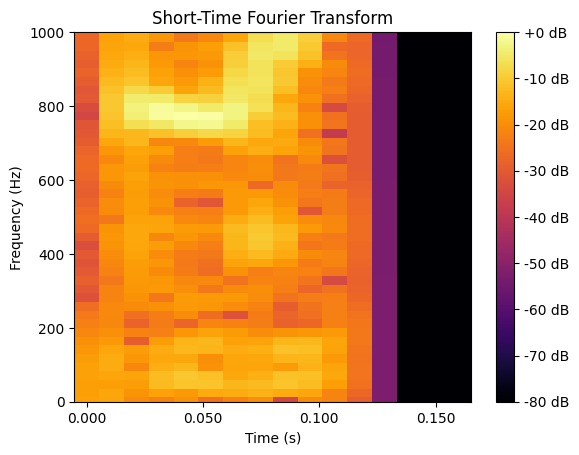 Short-Time Fourier Transform
1000
800
600
400
200
0
Frequency (Hz)
0.000
0.050
0.100
0.150
Time (s)
+0 dB
-10 dB
-20 dB
-30 dB
-40 dB
-50 dB
-60 dB
-70 dB
-80 dB